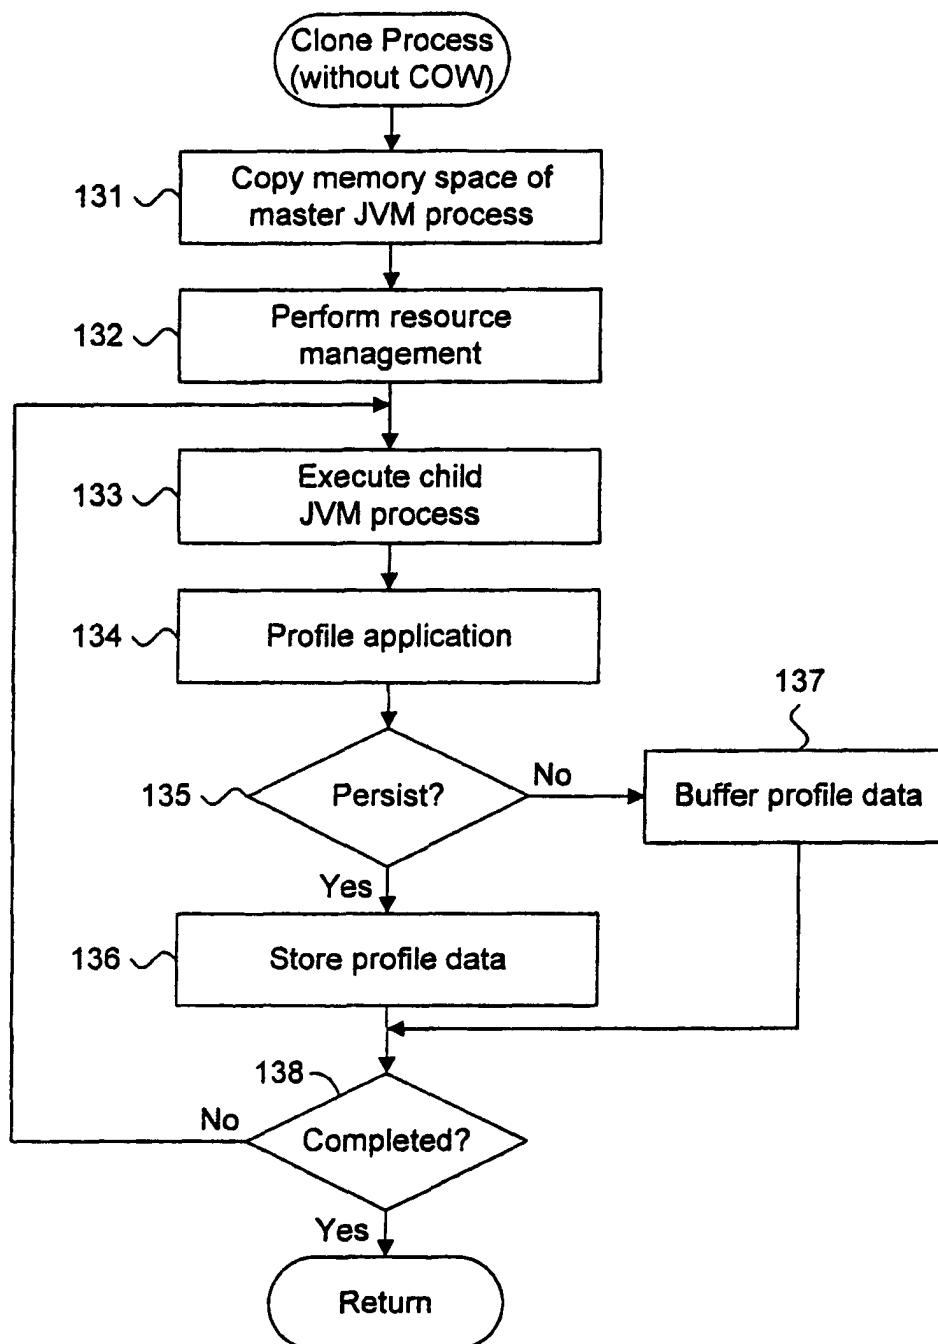 Clone Process
(without COW)
131
Copy memory space of
master JVM process
132
Perform resource
management
133
Execute child
JVM process
134
Profile application
137
135
Persist?
No
Buffer profile data
Yes
136
Store profile data
138
No
Completed?
Yes
Return